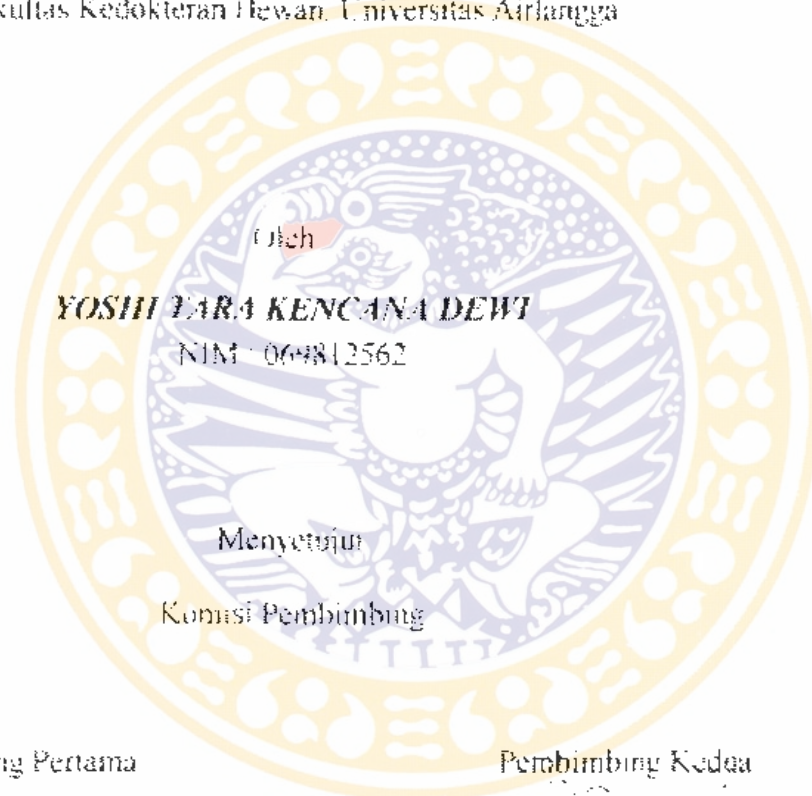 kultas Kedokteran Hewan, Universitas Airlangga
Oleh
YOSHI TARA KENCANA DEWI
NIM : 069812562
Menyetujui
Komisi Pembimbing
ng Pertama
Pembimbing Kedua